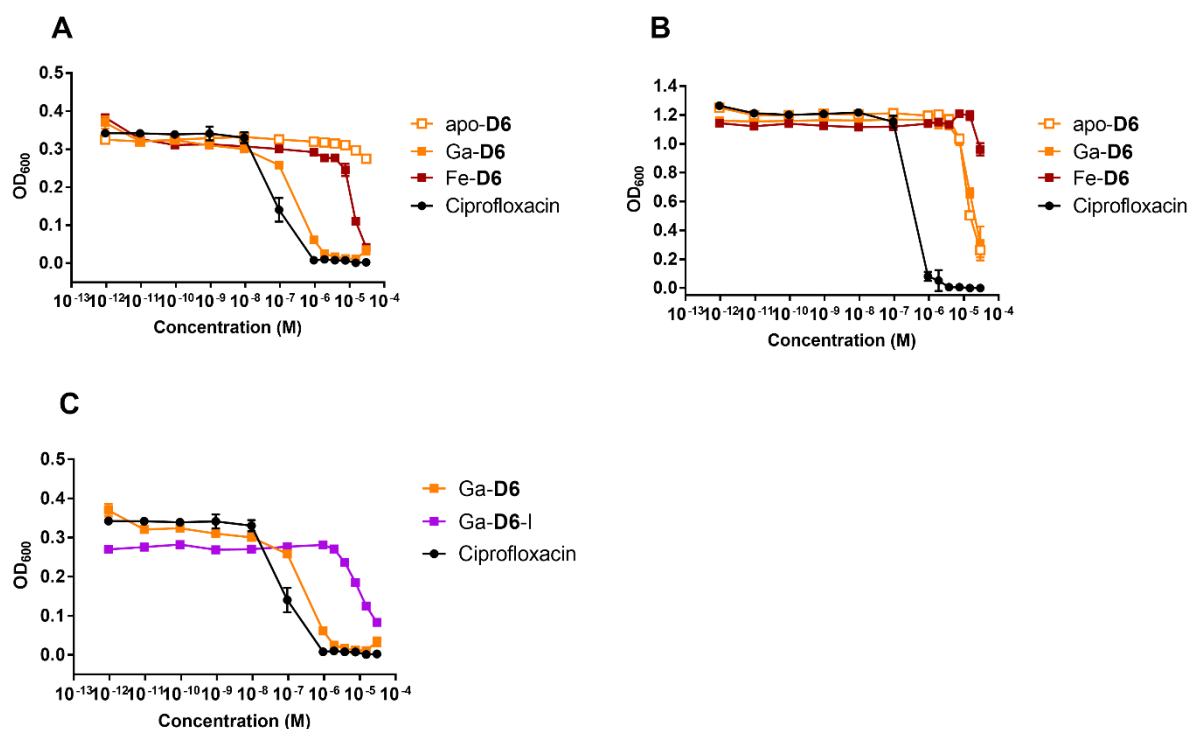 A
0.5
0.4
0.3
0.2
0.1
0.0
OD600
10-13 10-12 10-11 10-10 10-9 10-8 10-7 10-6 10-5 10-4
Concentration (M)
apo-D6
Ga-D6
Fe-D6
Ciprofloxacin
B
1.4
1.2
1.0
0.8
0.6
0.4
0.2
0.0
OD600
10-13 10-12 10-11 10-10 10-9 10-8 10-7 10-6 10-5 10-4
Concentration (M)
apo-D6
Ga-D6
Fe-D6
Ciprofloxacin
C
0.5
0.4
0.3
0.2
0.1
0.0
OD600
10-13 10-12 10-11 10-10 10-9 10-8 10-7 10-6 10-5 10-4
Concentration (M)
Ga-D6
Ga-D6-I
Ciprofloxacin